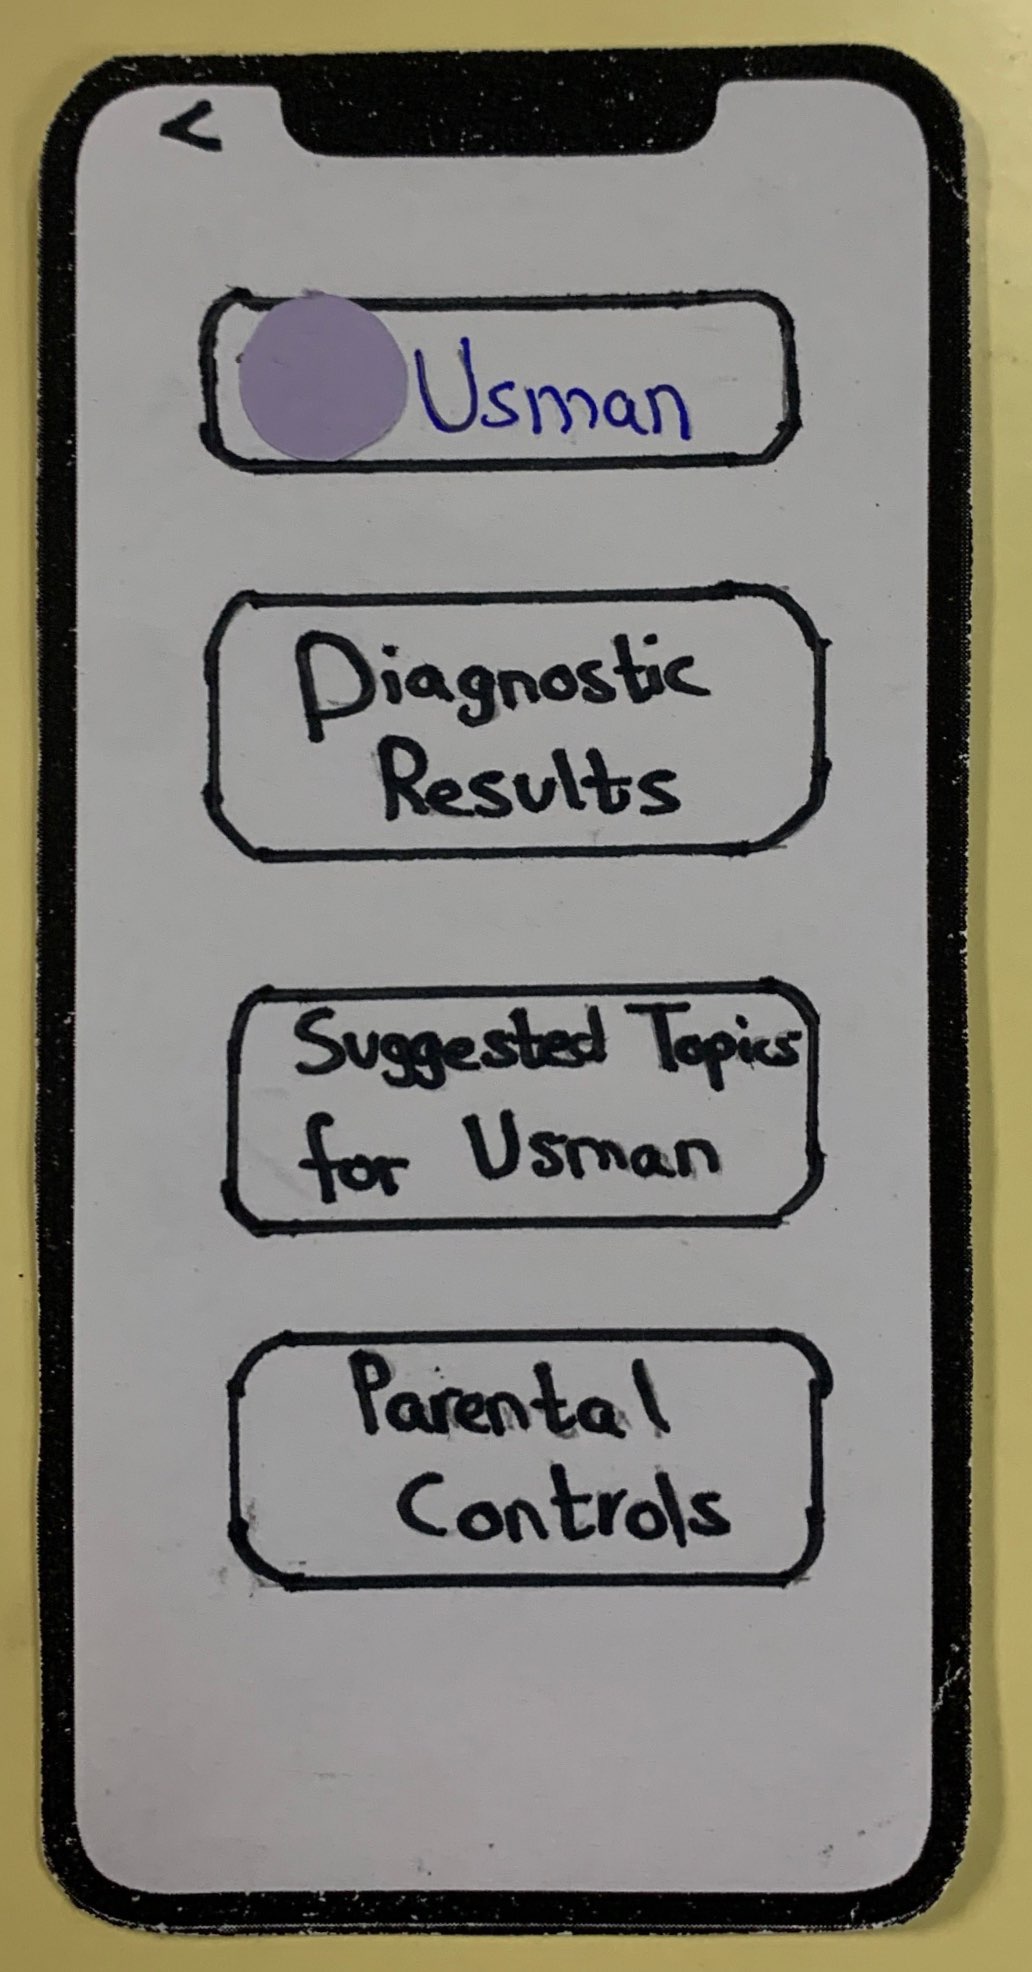 <
Usman
Diagnostic
Results
Suggested Topics
for Usman
Parental
Controls